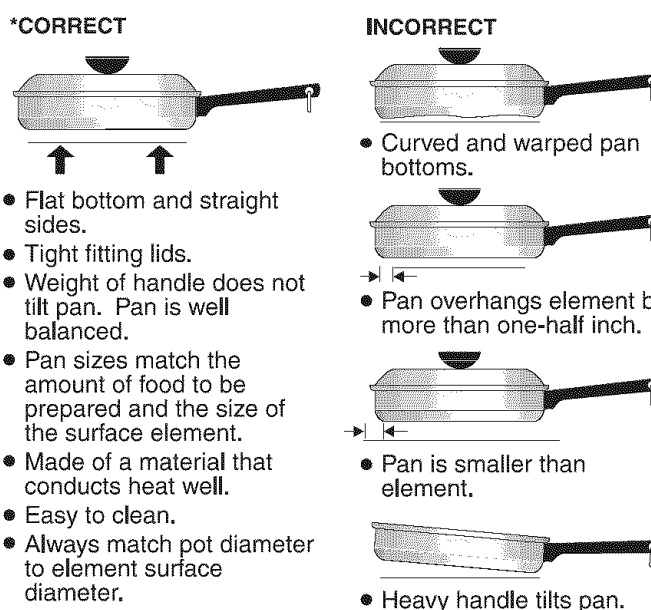 *CORRECT
• Flat bottom and straight
sides.
• Tight fitting lids.
• Weight of handle does not
tilt pan. Pan is well
balanced.
• Pan sizes match the
amount of food to be
prepared and the size of
the surface element.
• Made of a material that
conducts heat well.
• Easy to clean.
• Always match pot diameter
to element surface
diameter.
INCORRECT
• Curved and warped pan
bottoms.
• Pan overhangs element
more than one-half inch.
• Pan is smaller than
element.
• Heavy handle tilts pan.